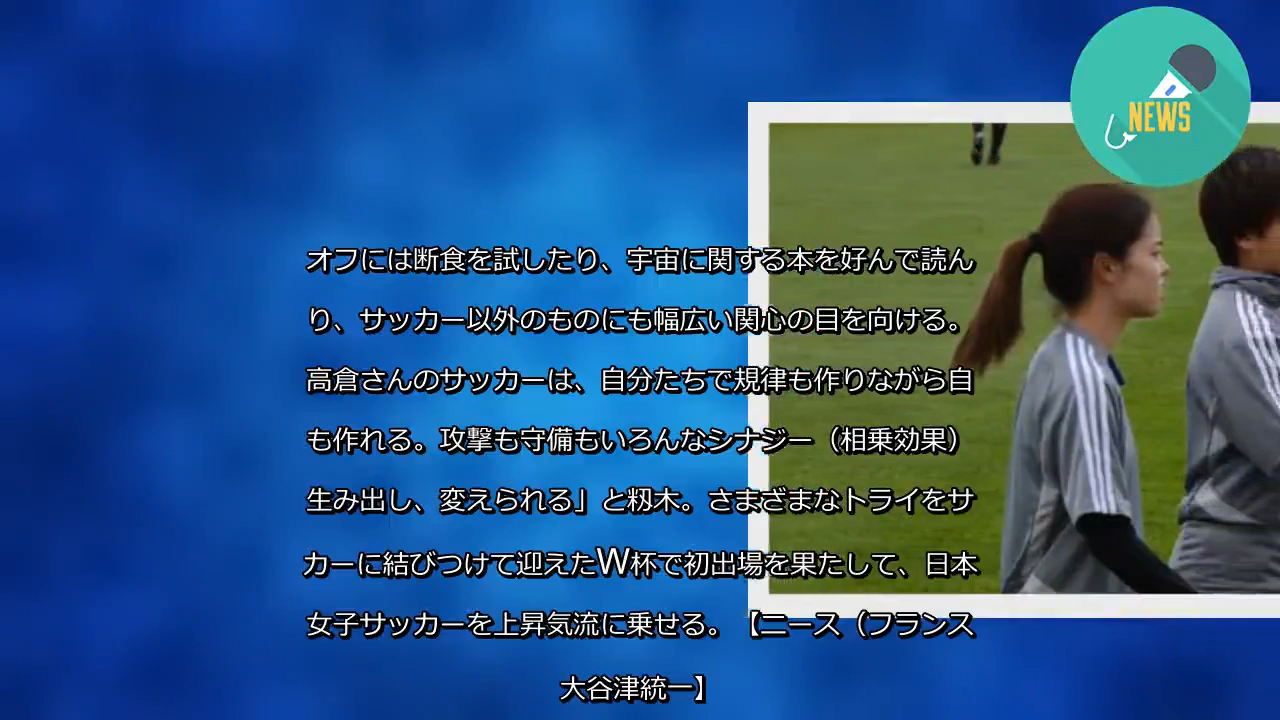 NEWS
オフには断食を試したり、宇宙に関する本を好んで読ん
り、サッカー以外のものにも幅広い関心の目を向ける。
高倉さんのサッカーは、自分たちで規律も作りながら自
も作れる。攻撃も守備もいろんなシナジー（相乗効果）
生み出し、変えられる」と籾木。さまざまなトライをサ
カーに結びつけて迎えたW杯で初出場を果たして、日本
女子サッカーを上昇気流に乗せる。【ニース（フランス
大谷津統一】